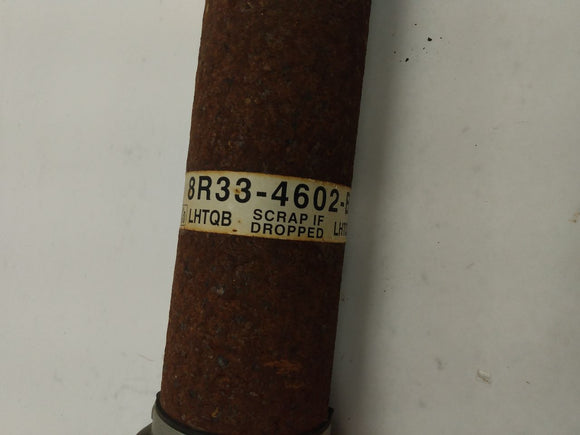 8R33-4602-E
LHTQB SCRAP IF
DROPPED